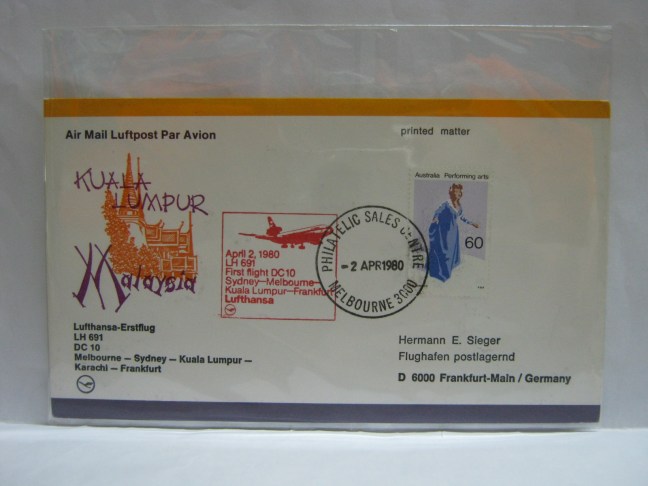 Air Mail Luftpost Par Avion
printed matter
KUALA
LUMPUR
Malaysia
April 2, 1980
LH 691
First flight DC10
Sydney–Melbourne–
Kuala Lumpur–Frankfurt
Lufthansa
PHILATELIC SALES CENTRE
– 2 APR 1980
MELBOURNE 3000
Australia Performing arts
60
Lufthansa-Erstflug
LH 691
DC 10
Melbourne – Sydney – Kuala Lumpur –
Karachi – Frankfurt
Hermann E. Sieger
Flughafen postlagernd
D 6000 Frankfurt-Main / Germany